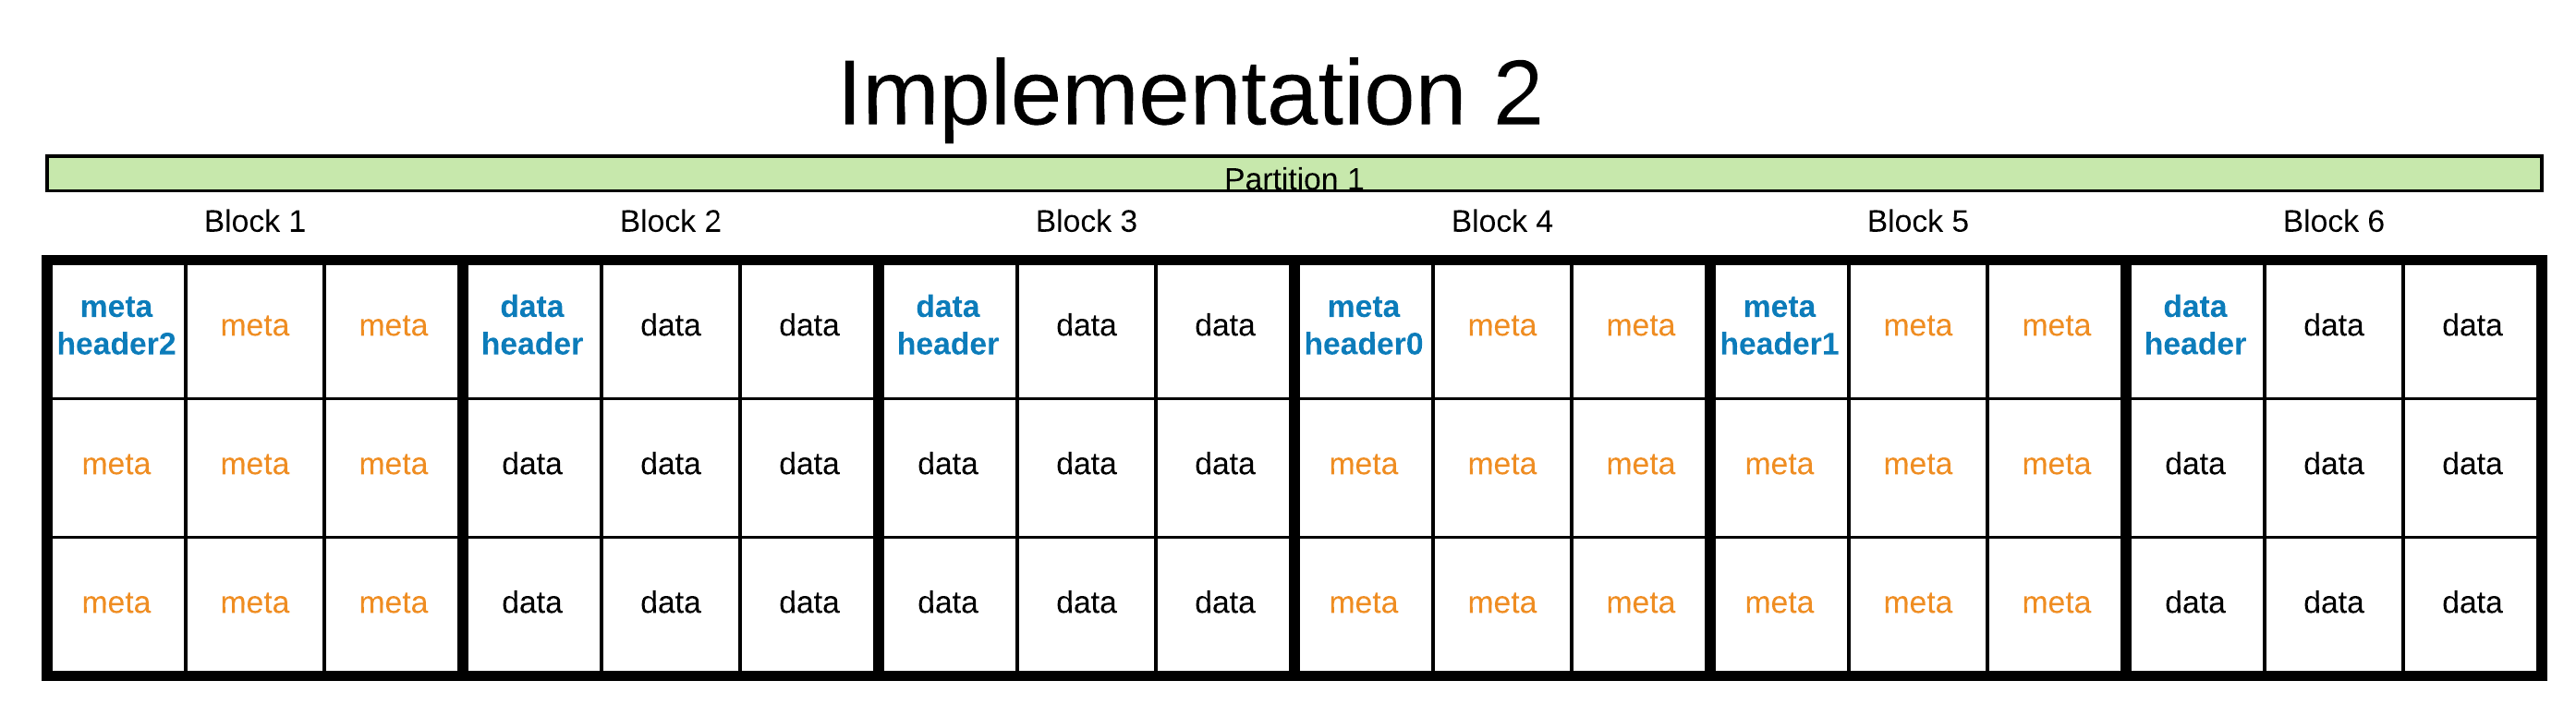 Implementation 2
Partition 1
Block 1 Block 2 Block 3 Block 4 Block 5 Block 6
meta header2 meta meta data header data data data header data data meta header0 meta meta meta header1 meta meta data header data data
meta meta meta data data data data data data meta meta meta meta meta meta data data data
meta meta meta data data data data data data meta meta meta meta meta meta data data data